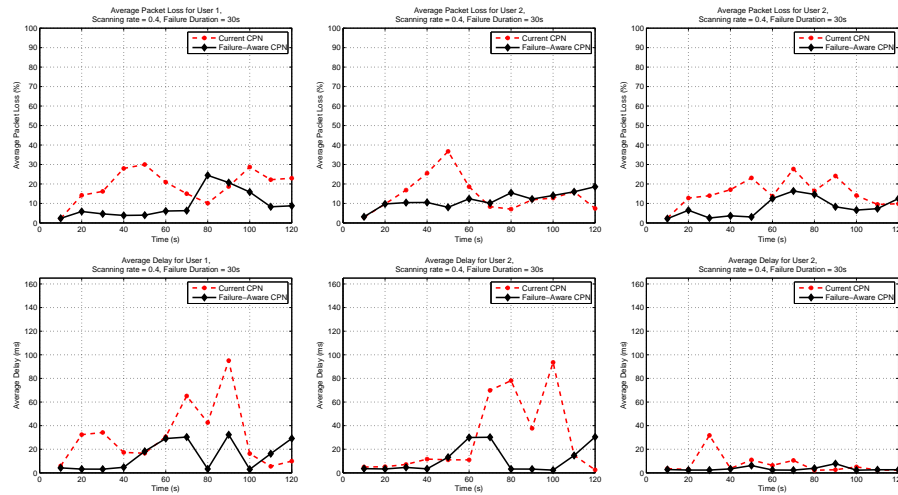 Average Packet Loss for User 1,
Scanning rate = 0.4, Failure Duration = 30s
100
90
80
70
60
50
40
30
20
10
0
Average Packet Loss (%)
Current CPN
Failure−Aware CPN
0 20 40 60 80 100 120
Time (s)
Average Packet Loss for User 2,
Scanning rate = 0.4, Failure Duration = 30s
100
90
80
70
60
50
40
30
20
10
0
Average Packet Loss (%)
Current CPN
Failure−Aware CPN
0 20 40 60 80 100 120
Time (s)
Average Packet Loss for User 2,
Scanning rate = 0.4, Failure Duration = 30s
100
90
80
70
60
50
40
30
20
10
0
Average Packet Loss (%)
Current CPN
Failure−Aware CPN
0 20 40 60 80 100 120
Time (s)
Average Delay for User 1,
Scanning rate = 0.4, Failure Duration = 30s
160
140
120
100
80
60
40
20
0
Average Delay (ms)
Current CPN
Failure−Aware CPN
0 20 40 60 80 100 120
Time (s)
Average Delay for User 2,
Scanning rate = 0.4, Failure Duration = 30s
160
140
120
100
80
60
40
20
0
Average Delay (ms)
Current CPN
Failure−Aware CPN
0 20 40 60 80 100 120
Time (s)
Average Delay for User 2,
Scanning rate = 0.4, Failure Duration = 30s
160
140
120
100
80
60
40
20
0
Average Delay (ms)
Current CPN
Failure−Aware CPN
0 20 40 60 80 100 120
Time (s)